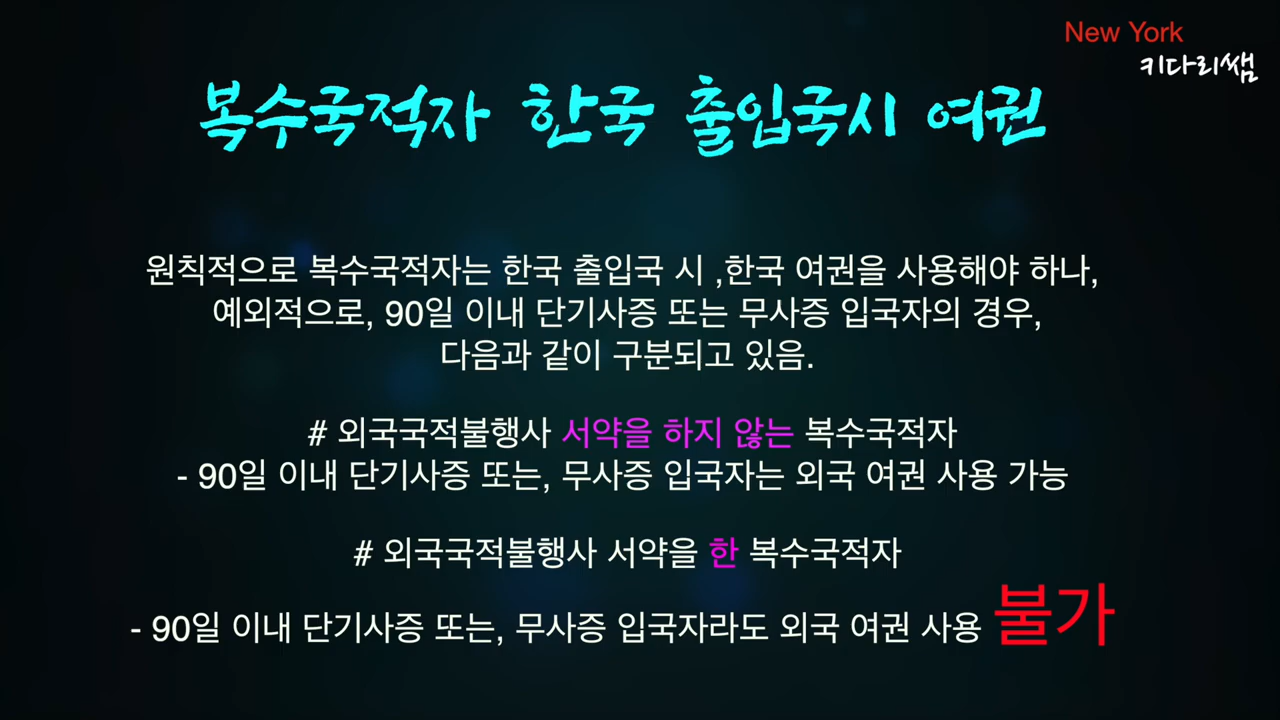 New York
키다리쌤
복수국적자 한국 출입국시 여권
원칙적으로 복수국적자는 한국 출입국 시 ,한국 여권을 사용해야 하나,
예외적으로, 90일 이내 단기사증 또는 무사증 입국자의 경우,
다음과 같이 구분되고 있음.
# 외국국적불행사 서약을 하지 않는 복수국적자
- 90일 이내 단기사증 또는, 무사증 입국자는 외국 여권 사용 가능
# 외국국적불행사 서약을 한 복수국적자
- 90일 이내 단기사증 또는, 무사증 입국자라도 외국 여권 사용 불가